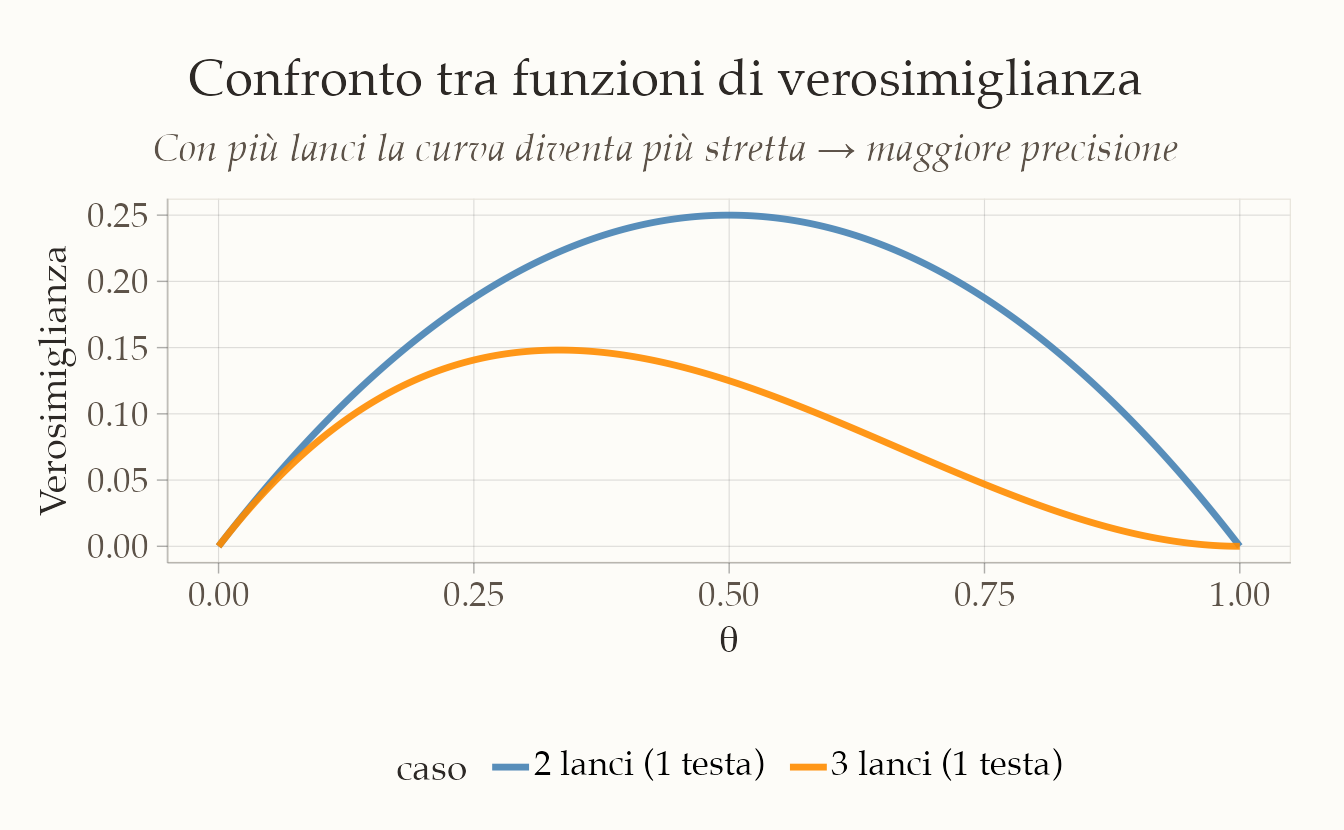 Confronto tra funzioni di verosimiglianza
Con più lanci la curva diventa più stretta → maggiore precisione
Verosimiglianza
0.25
0.20
0.15
0.10
0.05
0.00
0.00 0.25 0.50 0.75 1.00
θ
caso 2 lanci (1 testa) 3 lanci (1 testa)